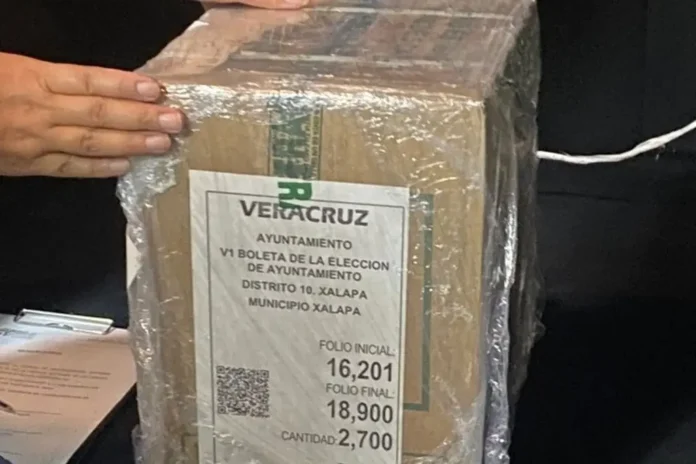 VERACRUZ
AYUNTAMIENTO
V1 BOLETA DE LA ELECCION
DE AYUNTAMIENTO
DISTRITO 10. XALAPA
MUNICIPIO XALAPA
FOLIO INICIAL:
16,201
FOLIO FINAL:
18,900
CANTIDAD: 2,700